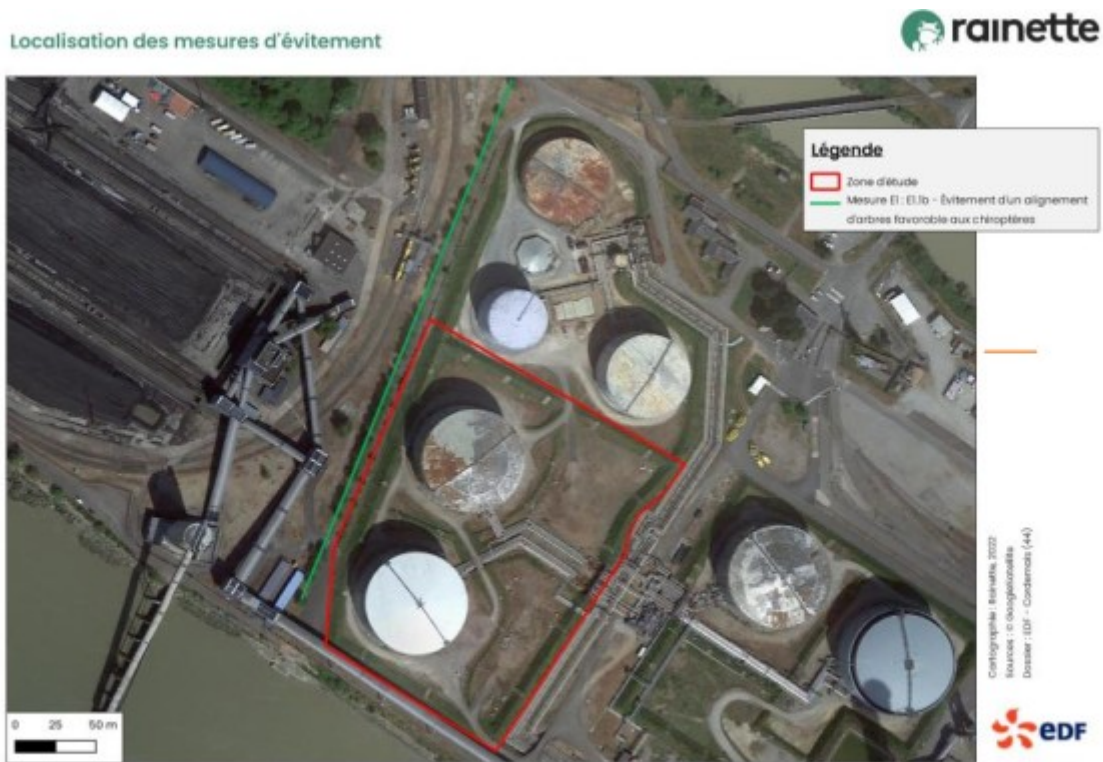 Localisation des mesures d'évitement
rainette
Légende
Zone d'étude
Mesure E1 : E1.1b - Évitement d'un alignement
d'arbres favorable aux chiroptères
Cartographie : Rainette, 2022
Sources : © Googlesatellite
Dossier : EDF - Cordemais (44)
0 25 50 m
edf